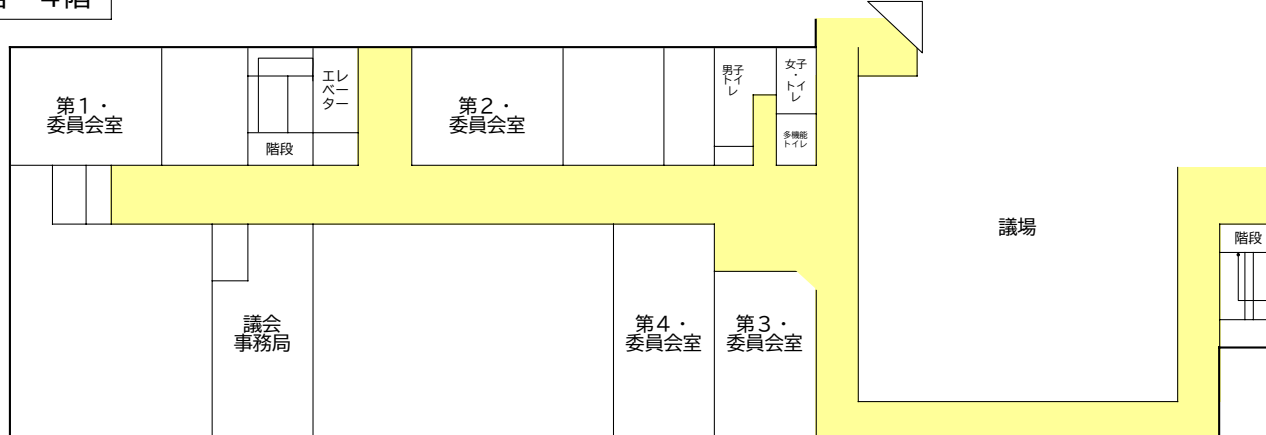 4階
第1・
委員会室
エレ
ベー
ター
階段
第2・
委員会室
男子
トイ
レ
女子
・
トイ
レ
多機能
トイレ
議場
階段
議会
事務局
第4・
委員会室
第3・
委員会室